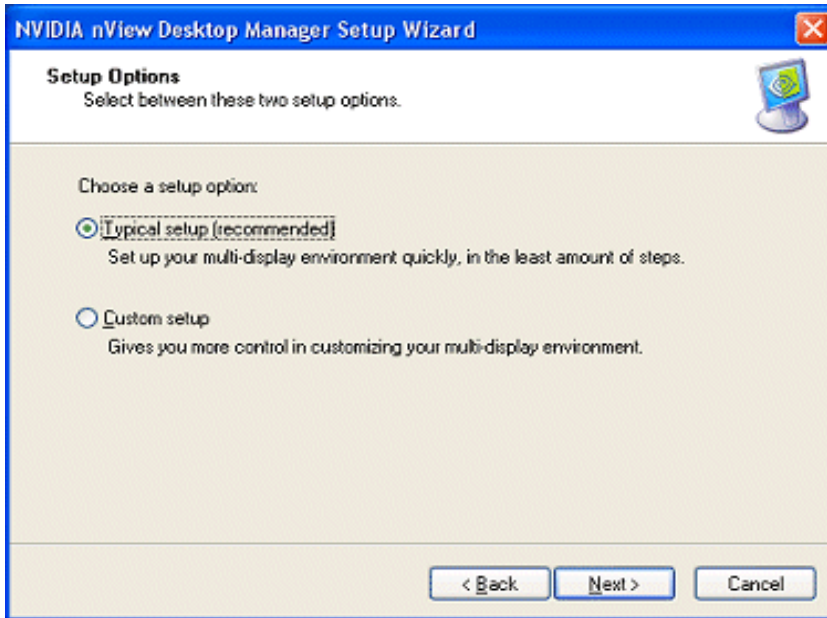 NVIDIA nView Desktop Manager Setup Wizard
Setup Options
Select between these two setup options.
Choose a setup option:
Typical setup (recommended)
Set up your multi-display environment quickly, in the least amount of steps.
Custom setup
Gives you more control in customizing your multi-display environment.
< Back
Next >
Cancel